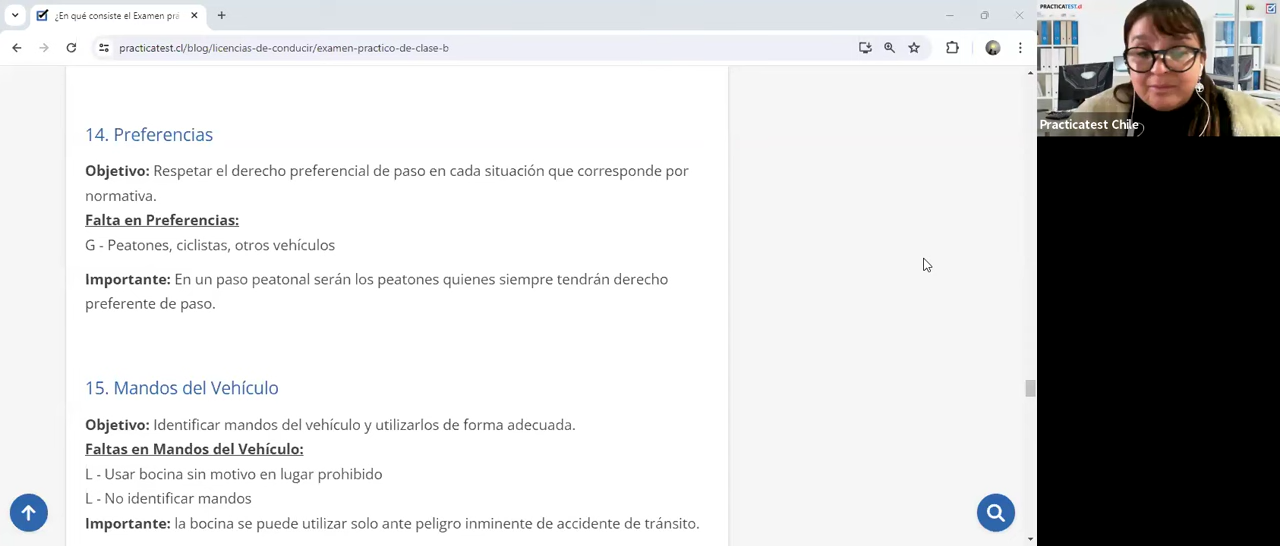 ¿En qué consiste el Examen prá
practicatest.cl/blog/licencias-de-conducir/examen-practico-de-clase-b
PRACTICATEST.cl
Practicatest Chile
14. Preferencias
Objetivo: Respetar el derecho preferencial de paso en cada situación que corresponde por
normativa.
Falta en Preferencias:
G - Peatones, ciclistas, otros vehículos
Importante: En un paso peatonal serán los peatones quienes siempre tendrán derecho
preferente de paso.
15. Mandos del Vehículo
Objetivo: Identificar mandos del vehículo y utilizarlos de forma adecuada.
Faltas en Mandos del Vehículo:
L - Usar bocina sin motivo en lugar prohibido
L - No identificar mandos
Importante: la bocina se puede utilizar solo ante peligro inminente de accidente de tránsito.